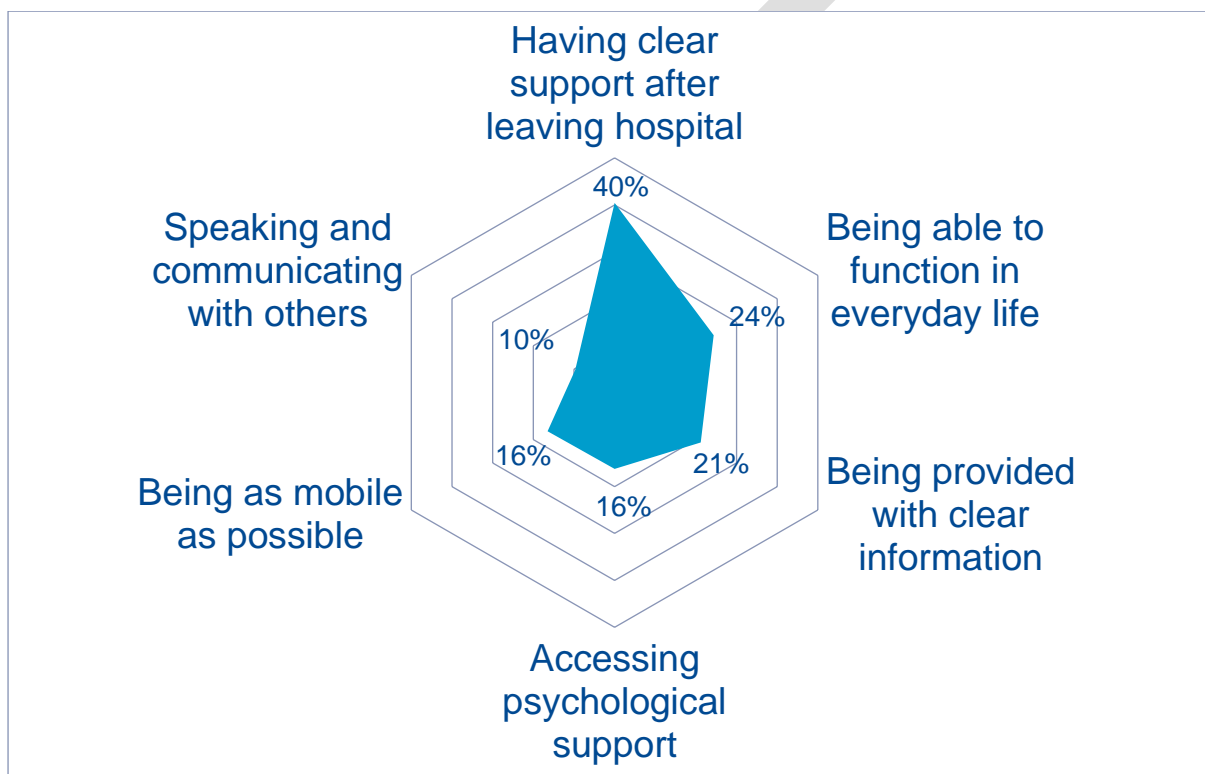 Having clear
support after
leaving hospital
40%
Speaking and
communicating
with others
Being able to
function in
everyday life
24%
10%
Being as mobile
as possible
16%
21%
Being provided
with clear
information
16%
Accessing
psychological
support